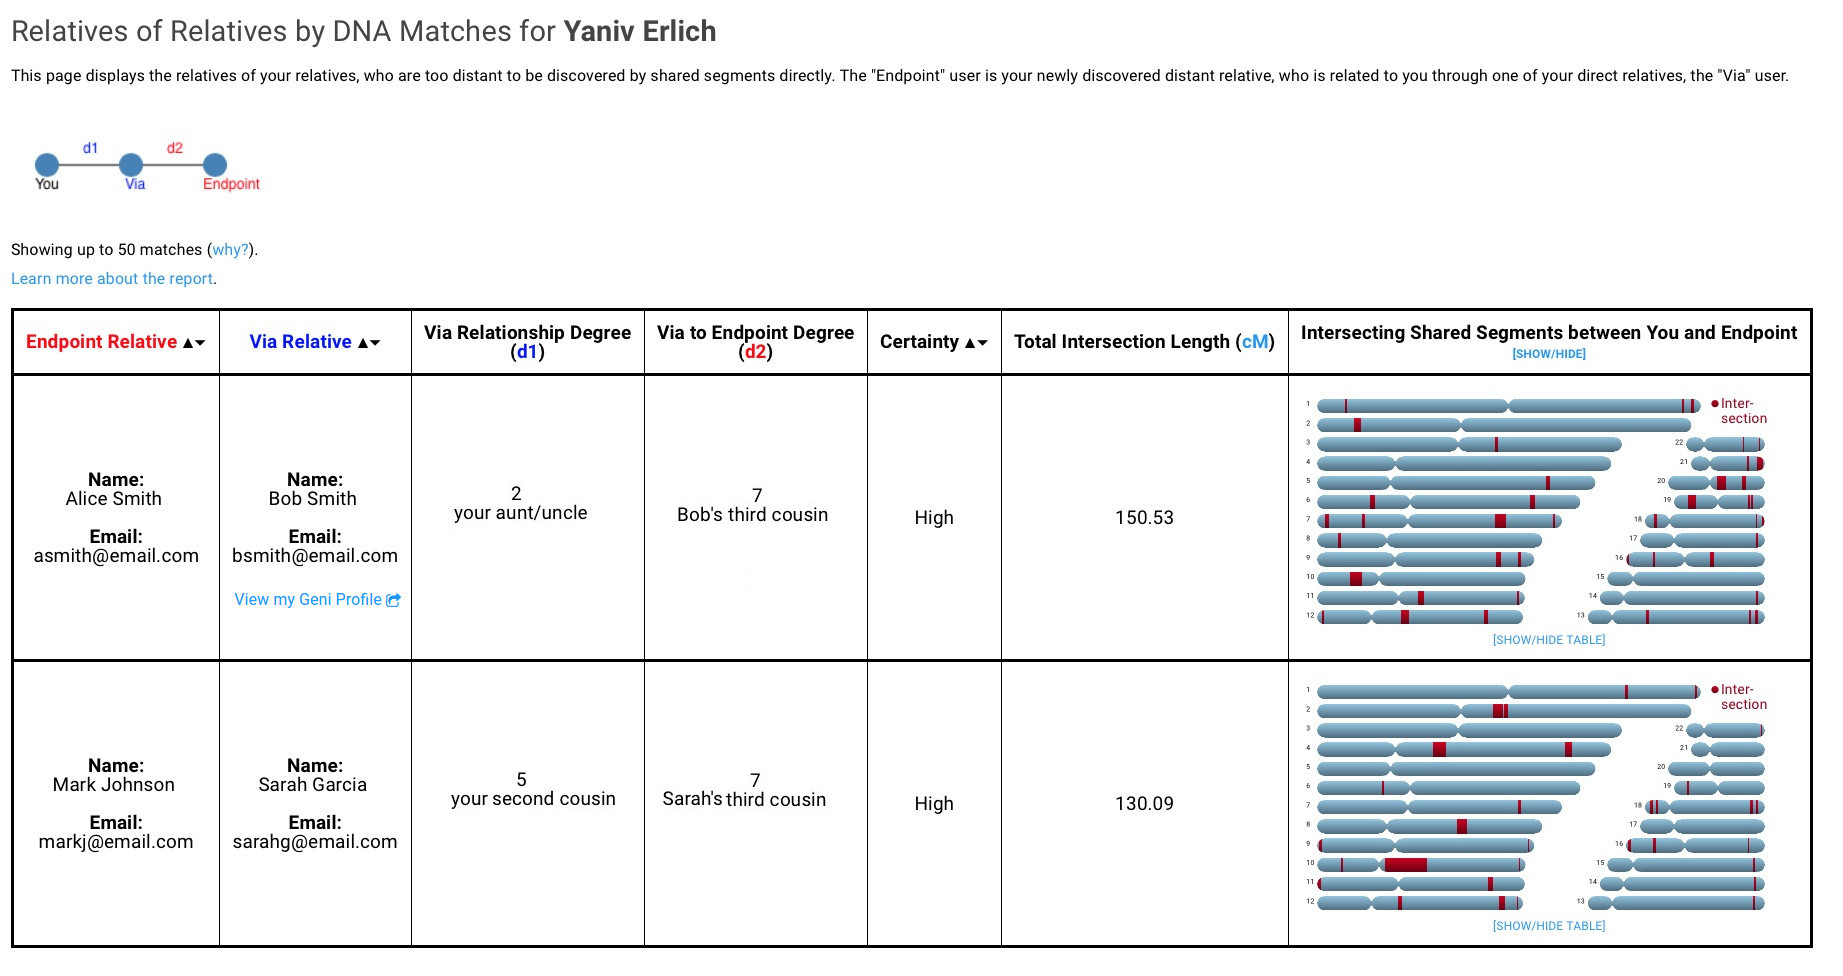 Relatives of Relatives by DNA Matches for Yaniv Erlich
This page displays the relatives of your relatives, who are too distant to be discovered by shared segments directly. The "Endpoint" user is your newly discovered distant relative, who is related to you through one of your direct relatives, the "Via" user.
d1 d2
You Via Endpoint
Showing up to 50 matches (why?).
Learn more about the report.
Endpoint Relative ▲▼
Via Relative ▲▼
Via Relationship Degree
(d1)
Via to Endpoint Degree
(d2)
Certainty ▲▼
Total Intersection Length (cM)
Intersecting Shared Segments between You and Endpoint
[SHOW/HIDE]
Name:
Alice Smith
Email:
asmith@email.com
Name:
Bob Smith
Email:
bsmith@email.com
View my Geni Profile
2
your aunt/uncle
7
Bob's third cousin
High
150.53
1
Inter-
section
2
3 22
4 21
5 20
6 19
7 18
8 17
9 16
10 15
11 14
12 13
[SHOW/HIDE TABLE]
Name:
Mark Johnson
Email:
markj@email.com
Name:
Sarah Garcia
Email:
sarahg@email.com
5
your second cousin
7
Sarah's third cousin
High
130.09
1
Inter-
section
2
3 22
4 21
5 20
6 19
7 18
8 17
9 16
10 15
11 14
12 13
[SHOW/HIDE TABLE]